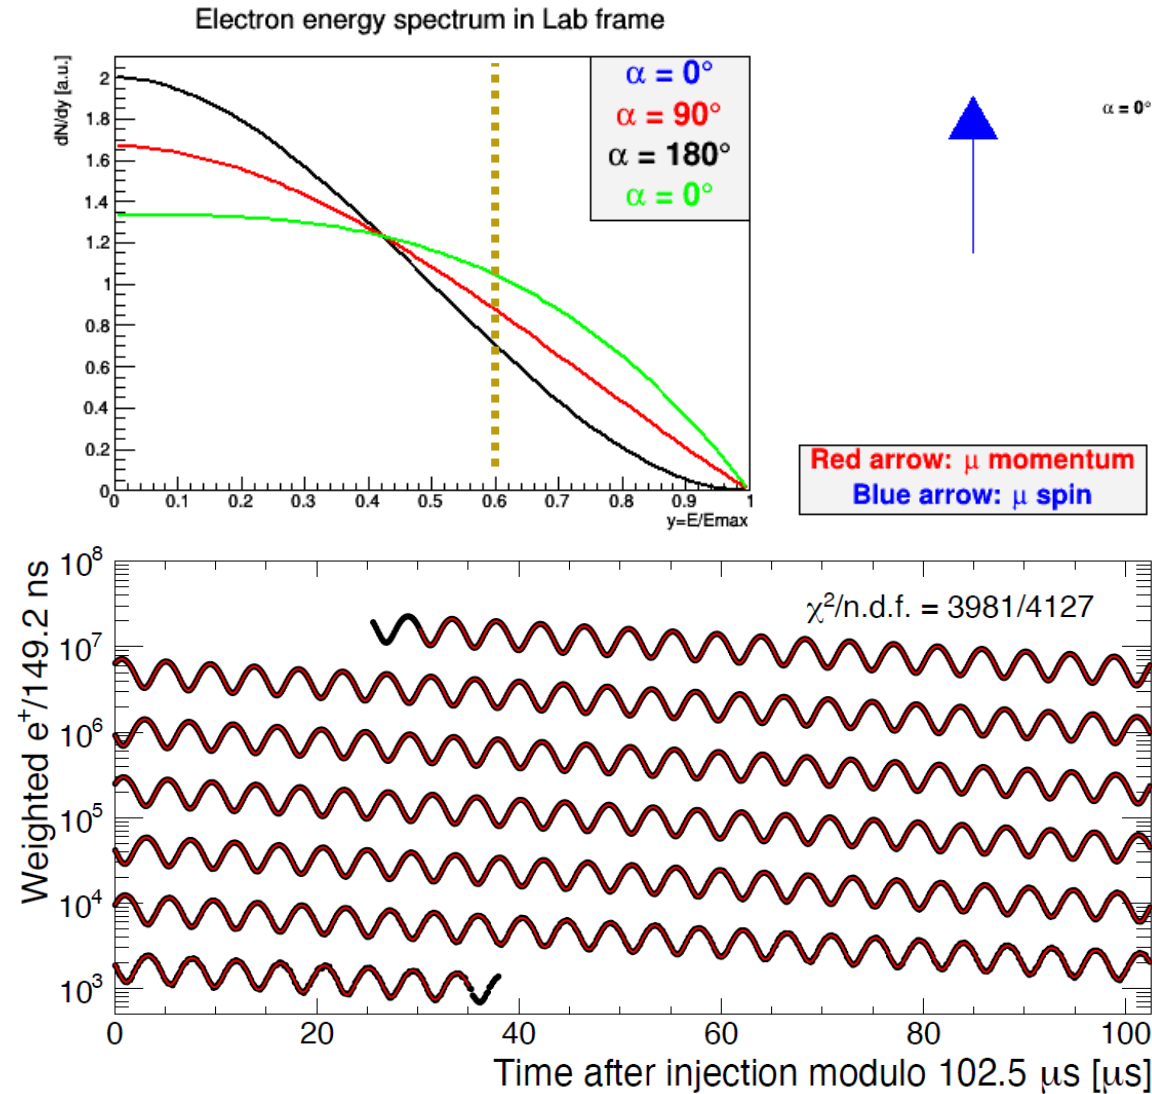 Electron energy spectrum in Lab frame
dN/dy [a.u.]
2
1.8
1.6
1.4
1.2
1
0.8
0.6
0.4
0.2
0
0 0.1 0.2 0.3 0.4 0.5 0.6 0.7 0.8 0.9 1
y=E/Emax
α = 0°
α = 90°
α = 180°
α = 0°
α = 0°
Red arrow: μ momentum
Blue arrow: μ spin
Weighted e⁺/149.2 ns
10⁸
10⁷
10⁶
10⁵
10⁴
10³
χ²/n.d.f. = 3981/4127
0 20 40 60 80 100
Time after injection modulo 102.5 μs [μs]